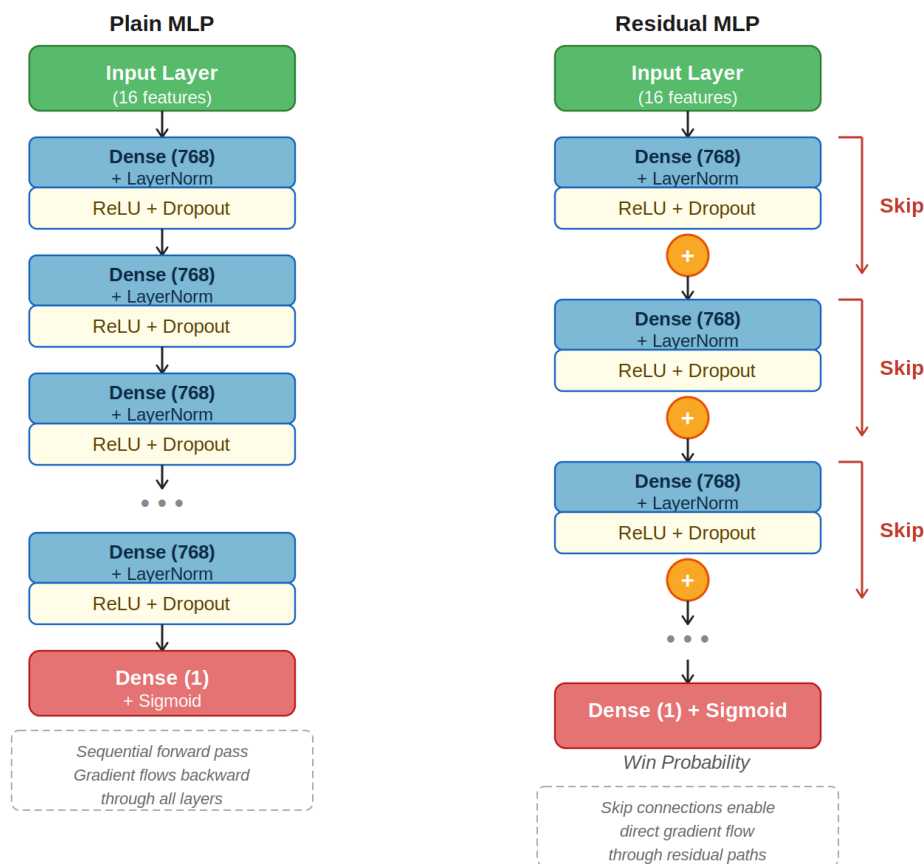 Plain MLP
Input Layer
(16 features)
Dense (768)
+ LayerNorm
ReLU + Dropout
Dense (768)
+ LayerNorm
ReLU + Dropout
Dense (768)
+ LayerNorm
ReLU + Dropout
• • •
Dense (768)
+ LayerNorm
ReLU + Dropout
Dense (1)
+ Sigmoid
Sequential forward pass
Gradient flows backward
through all layers
Residual MLP
Input Layer
(16 features)
Dense (768)
+ LayerNorm
ReLU + Dropout
+
Skip
Dense (768)
+ LayerNorm
ReLU + Dropout
+
Skip
Dense (768)
+ LayerNorm
ReLU + Dropout
+
Skip
• • •
Dense (1) + Sigmoid
Win Probability
Skip connections enable
direct gradient flow
through residual paths